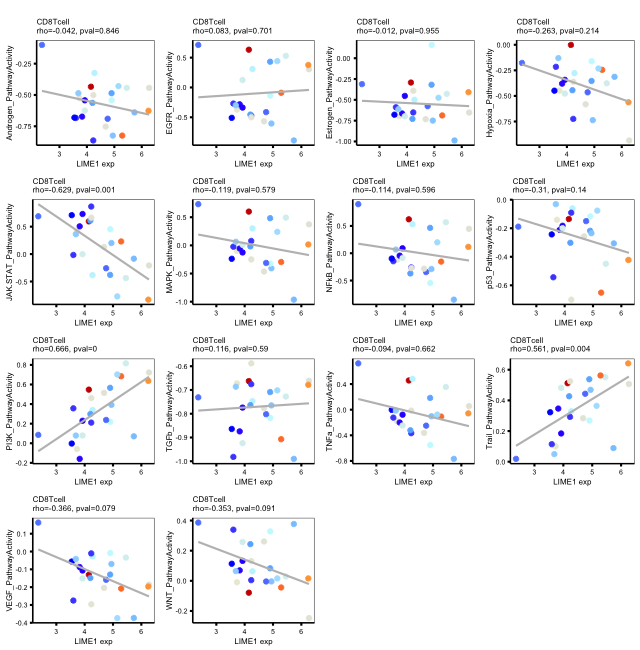 CD8Tcell
rho=-0.042, pval=0.846
Androgen_PathwayActivity
-0.25
-0.50
-0.75
3 4 5 6
LIME1 exp
CD8Tcell
rho=0.083, pval=0.701
EGFR_PathwayActivity
0.5
0.0
-0.5
3 4 5 6
LIME1 exp
CD8Tcell
rho=-0.012, pval=0.955
Estrogen_PathwayActivity
0.00
-0.25
-0.50
-0.75
-1.00
3 4 5 6
LIME1 exp
CD8Tcell
rho=-0.263, pval=0.214
Hypoxia_PathwayActivity
0.00
-0.25
-0.50
-0.75
3 4 5 6
LIME1 exp
CD8Tcell
rho=-0.629, pval=0.001
JAK.STAT_PathwayActivity
0.5
0.0
-0.5
3 4 5 6
LIME1 exp
CD8Tcell
rho=-0.119, pval=0.579
MAPK_PathwayActivity
0.5
0.0
-0.5
-1.0
3 4 5 6
LIME1 exp
CD8Tcell
rho=-0.114, pval=0.596
NFkB_PathwayActivity
0.5
0.0
-0.5
3 4 5 6
LIME1 exp
CD8Tcell
rho=-0.31, pval=0.14
p53_PathwayActivity
0.0
-0.2
-0.4
-0.6
3 4 5 6
LIME1 exp
CD8Tcell
rho=0.666, pval=0
PI3K_PathwayActivity
0.8
0.6
0.4
0.2
0.0
-0.2
3 4 5 6
LIME1 exp
CD8Tcell
rho=0.116, pval=0.59
TGFb_PathwayActivity
-0.6
-0.7
-0.8
-0.9
-1.0
3 4 5 6
LIME1 exp
CD8Tcell
rho=-0.094, pval=0.662
TNFa_PathwayActivity
0.4
0.0
-0.4
-0.8
3 4 5 6
LIME1 exp
CD8Tcell
rho=0.561, pval=0.004
Trail_PathwayActivity
0.6
0.4
0.2
0.0
3 4 5 6
LIME1 exp
CD8Tcell
rho=-0.366, pval=0.079
VEGF_PathwayActivity
0.1
0.0
-0.1
-0.2
-0.3
-0.4
3 4 5 6
LIME1 exp
CD8Tcell
rho=-0.353, pval=0.091
WNT_PathwayActivity
0.4
0.2
0.0
-0.2
3 4 5 6
LIME1 exp